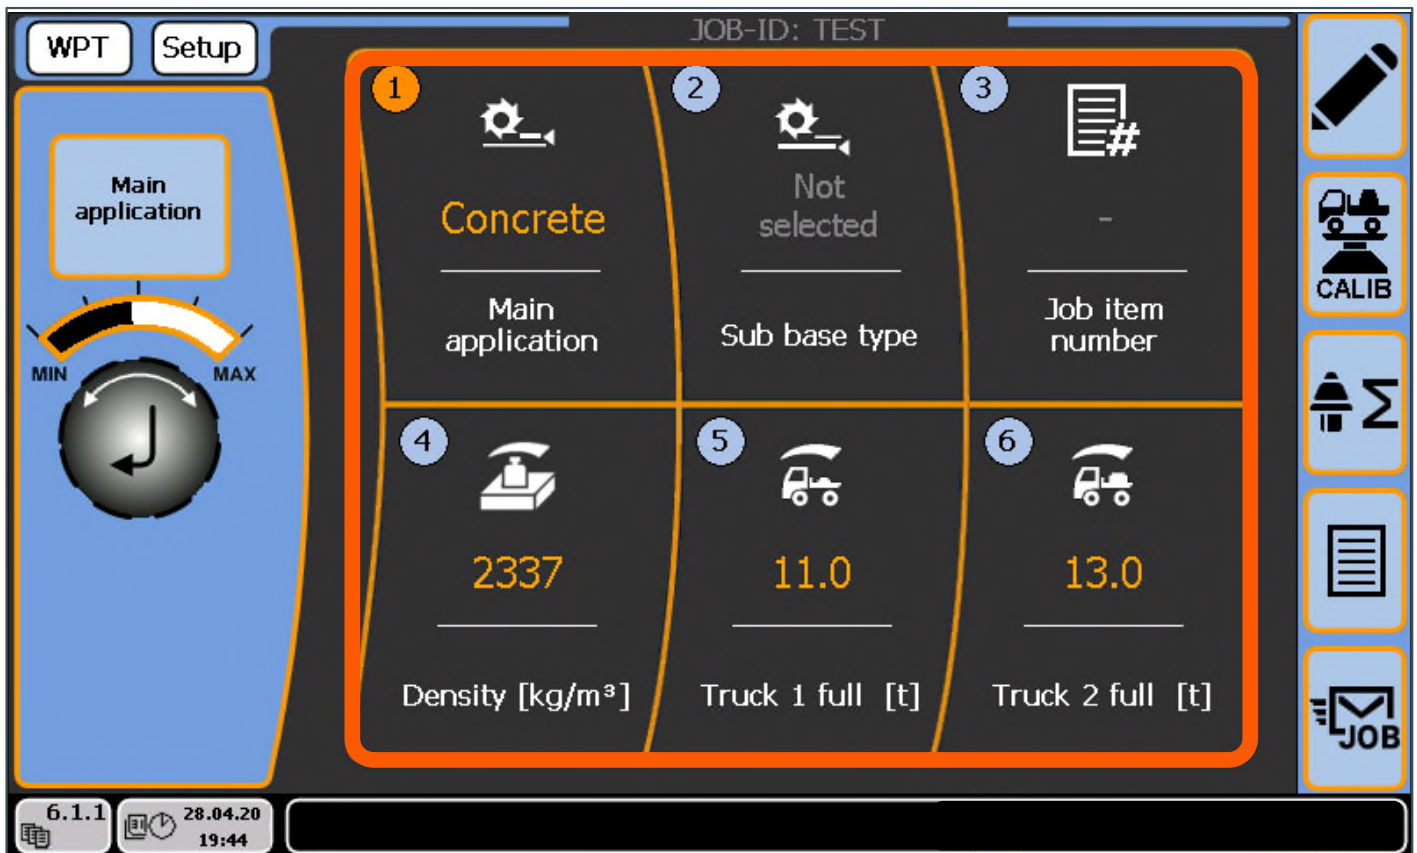 WPT
Setup
JOB-ID: TEST
Main
application
MIN
MAX
1
Concrete
Main
application
2
Not
selected
Sub base type
3
#
-
Job item
number
4
2337
Density [kg/m³]
5
11.0
Truck 1 full [t]
6
13.0
Truck 2 full [t]
CALIB
Σ
JOB
6.1.1
31
28.04.20
19:44